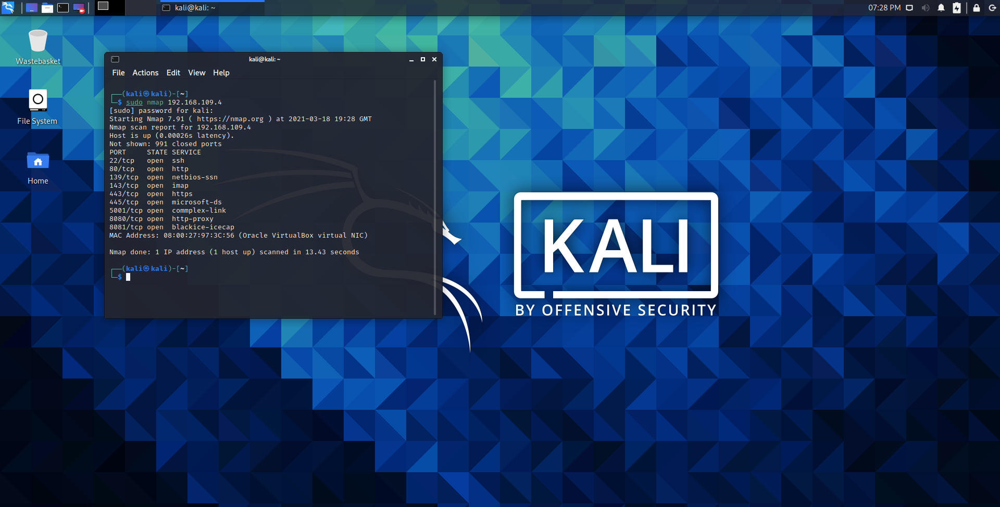 kali@kali: ~
07:28 PM
Wastebasket
File System
Home
kali@kali: ~
File Actions Edit View Help
┌──(kali㉿kali)-[~]
└─$ sudo nmap 192.168.109.4
[sudo] password for kali:
Starting Nmap 7.91 ( https://nmap.org ) at 2021-03-18 19:28 GMT
Nmap scan report for 192.168.109.4
Host is up (0.00026s latency).
Not shown: 991 closed ports
PORT     STATE SERVICE
22/tcp   open  ssh
80/tcp   open  http
139/tcp  open  netbios-ssn
143/tcp  open  imap
443/tcp  open  https
445/tcp  open  microsoft-ds
5001/tcp open  commplex-link
8080/tcp open  http-proxy
8081/tcp open  blackice-icecap
MAC Address: 08:00:27:97:3C:56 (Oracle VirtualBox virtual NIC)
Nmap done: 1 IP address (1 host up) scanned in 13.43 seconds
┌──(kali㉿kali)-[~]
└─$
KALI
BY OFFENSIVE SECURITY